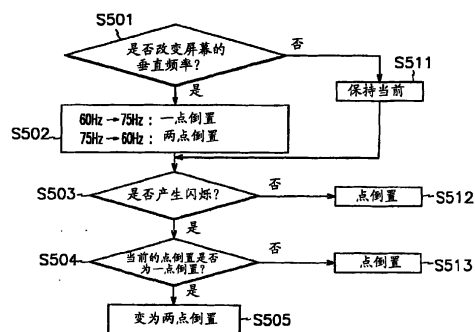 S501
是否改变屏幕的
垂直频率?
否
S511
是
保持当前
S502
60Hz→75Hz: 一点倒置
75Hz→60Hz: 两点倒置
S503
是否产生闪烁?
否
点倒置
S512
是
S504
当前的点倒置是否
为一点倒置?
否
点倒置
S513
是
变为两点倒置
S505